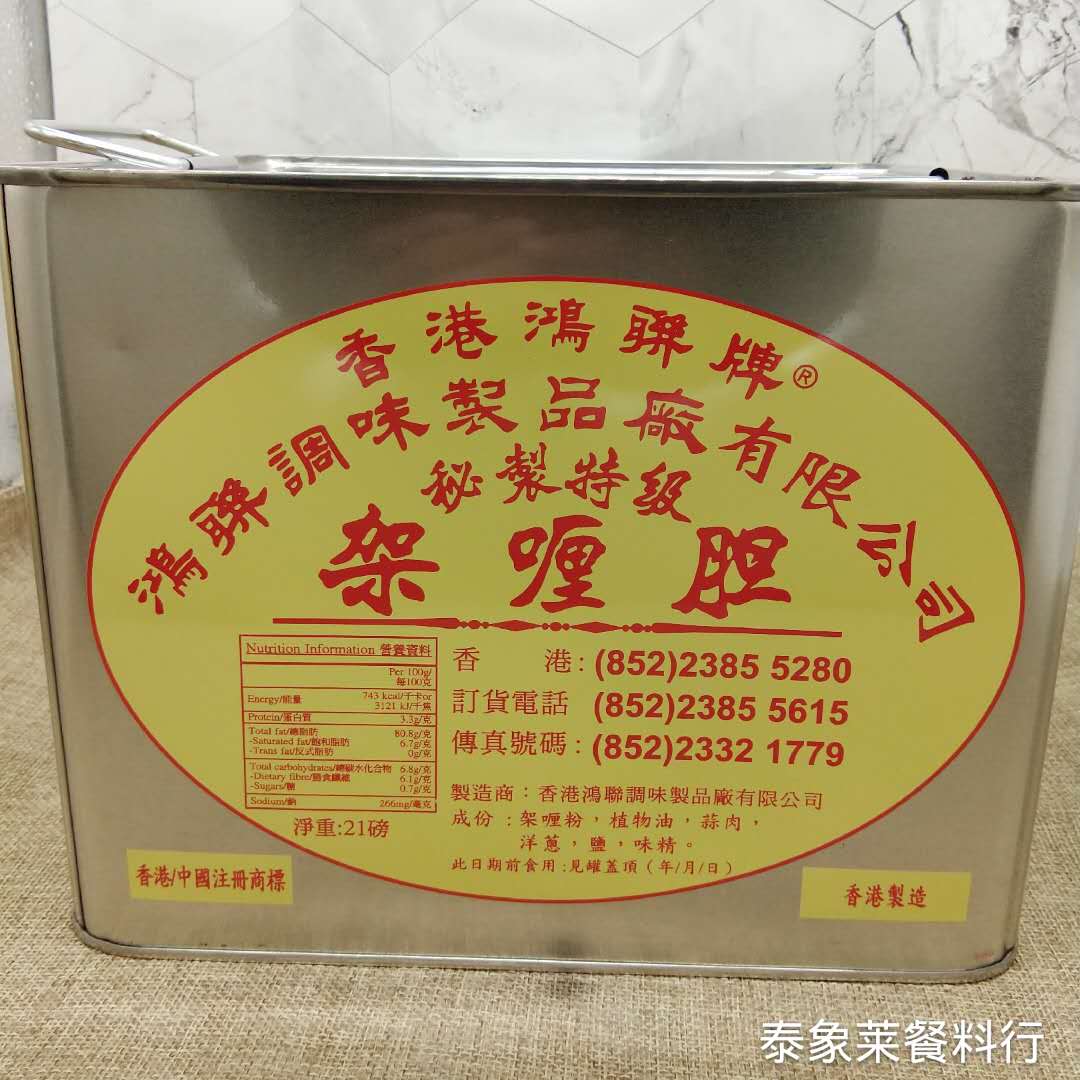 香港鴻聯牌®
鴻聯調味製品廠有限公司
秘製特級
架喱胆
Nutrition Information 營養資料
Per 100g/
每100克
Energy/能量 743 kcal/千卡or
3121 kJ/千焦
Protein/蛋白質 3.3g/克
Total fat/總脂肪 80.8g/克
-Saturated fat/飽和脂肪 6.7g/克
-Trans fat/反式脂肪 0g/克
Total carbohydrates/總碳水化合物 6.8g/克
-Dietary fibre/膳食纖維 6.1g/克
-Sugars/糖 0.7g/克
Sodium/鈉 266mg/毫克
淨重:21磅
香 港:(852)2385 5280
訂貨電話 (852)2385 5615
傳真號碼:(852)2332 1779
製造商:香港鴻聯調味製品廠有限公司
成份:架喱粉,植物油,蒜肉,
洋蔥,鹽,味精。
此日期前食用:見罐蓋頂(年/月/日)
香港/中國注冊商標
香港製造
泰象莱餐料行